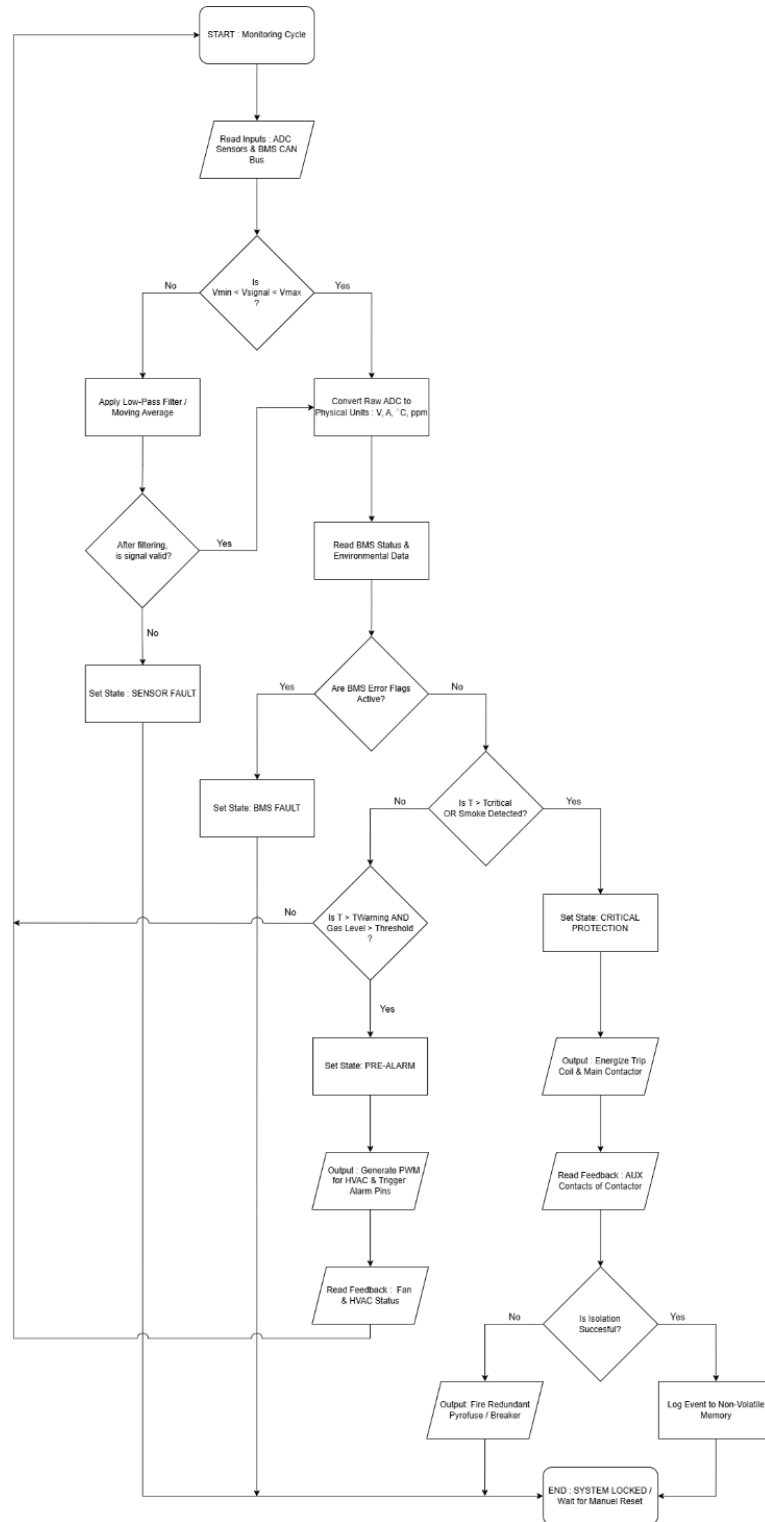 START : Monitoring Cycle
Read Inputs : ADC
Sensors & BMS CAN
Bus
Is
Vmin < Vsignal < Vmax
?
No
Yes
Apply Low-Pass Filter /
Moving Average
Convert Raw ADC to
Physical Units : V, A, °C, ppm
After filtering,
is signal valid?
Yes
No
Read BMS Status &
Environmental Data
Set State : SENSOR FAULT
Are BMS Error Flags
Active?
Yes
No
Set State: BMS FAULT
Is T > Tcritical
OR Smoke Detected?
No
Yes
Is T > TWarning AND
Gas Level > Threshold
?
No
Yes
Set State: CRITICAL
PROTECTION
Set State: PRE-ALARM
Output : Energize Trip
Coil & Main Contactor
Output : Generate PWM
for HVAC & Trigger
Alarm Pins
Read Feedback : AUX
Contacts of Contactor
Read Feedback : Fan
& HVAC Status
Is Isolation
Succesful?
No
Yes
Output: Fire Redundant
Pyrofuse / Breaker
Log Event to Non-Volatile
Memory
END : SYSTEM LOCKED /
Wait for Manual Reset